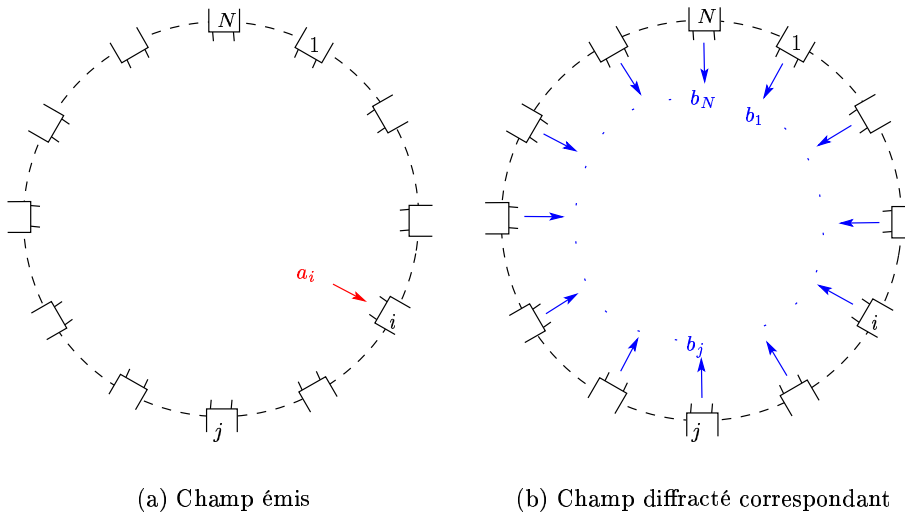 N
1
a_i
i
j
(a) Champ émis
N
1
b_N
b_1
i
b_j
j
(b) Champ diffracté correspondant